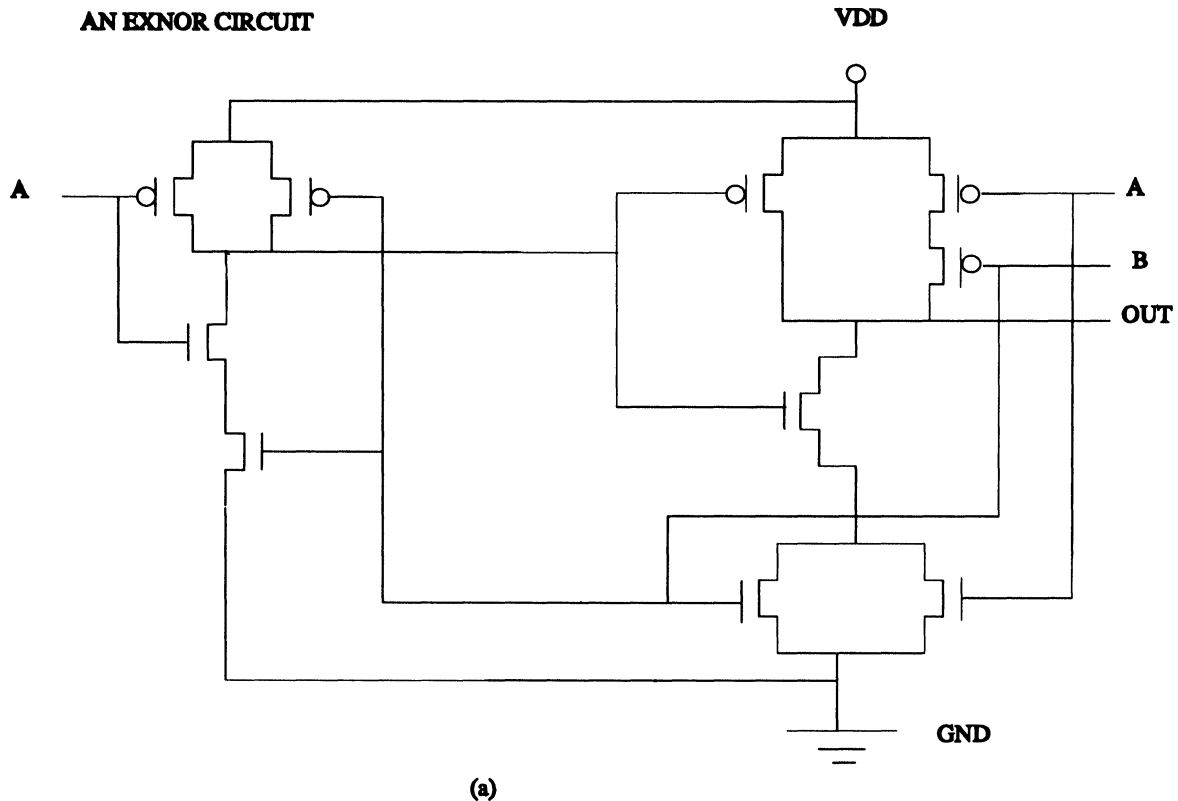 AN EXNOR CIRCUIT
VDD
A
A
B
OUT
GND
(a)